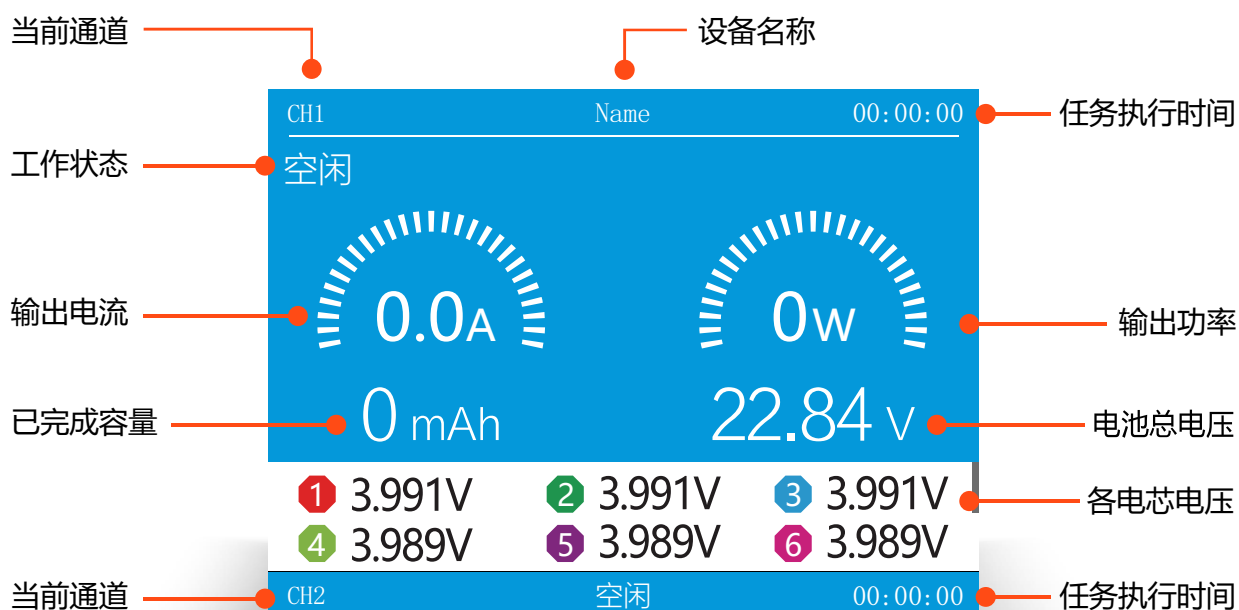 当前通道
设备名称
CH1 Name 00:00:00
任务执行时间
工作状态
空闲
输出电流
0.0A
0W
输出功率
已完成容量
0 mAh
22.84 V
电池总电压
1 3.991V 2 3.991V 3 3.991V
各电芯电压
4 3.989V 5 3.989V 6 3.989V
当前通道
CH2 空闲 00:00:00
任务执行时间